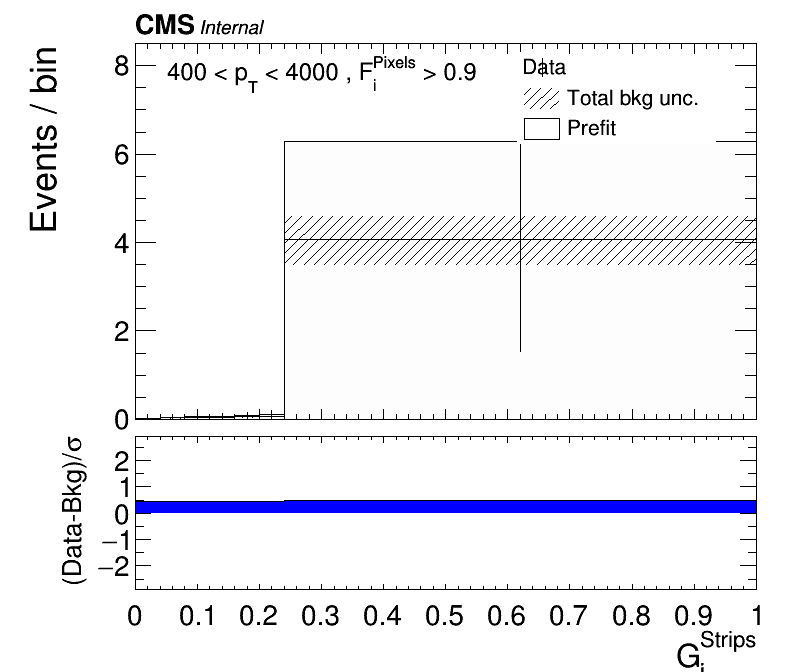 CMS Internal
400 < p_T < 4000 , F_i^Pixels > 0.9
Data
Total bkg unc.
Prefit
Events / bin
8
6
4
2
0
(Data-Bkg)/σ
2
1
0
−1
−2
0 0.1 0.2 0.3 0.4 0.5 0.6 0.7 0.8 0.9 1
G_i^Strips